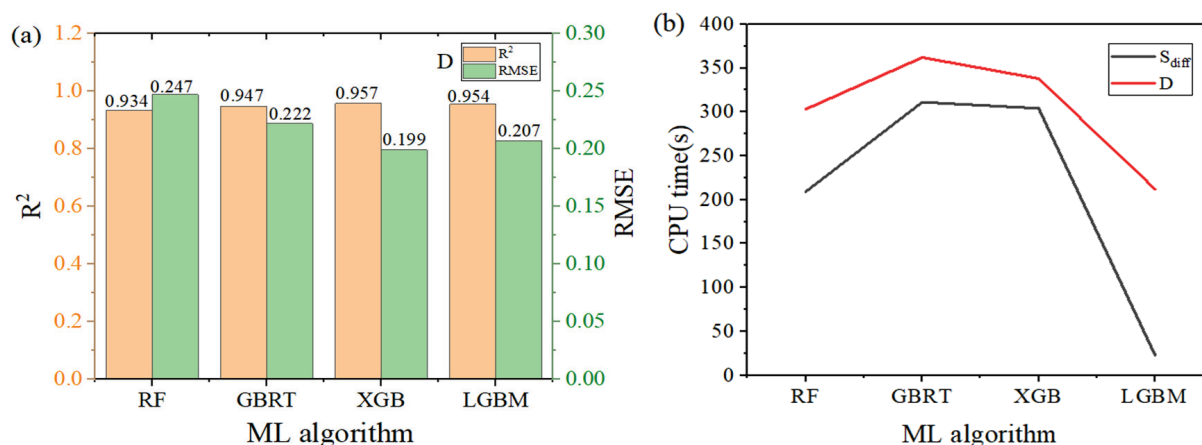 (a)
1.2
1.0
0.8
0.6
0.4
0.2
0.0
R²
D
R²
RMSE
0.934
0.247
0.947
0.222
0.957
0.199
0.954
0.207
0.30
0.25
0.20
0.15
0.10
0.05
0.00
RMSE
RF GBRT XGB LGBM
ML algorithm
(b)
400
350
300
250
200
150
100
50
0
CPU time(s)
S_diff
D
RF GBRT XGB LGBM
ML algorithm